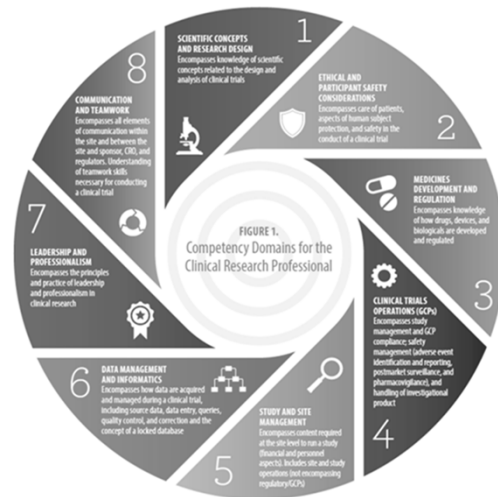 FIGURE 1.
Competency Domains for the
Clinical Research Professional
1
SCIENTIFIC CONCEPTS
AND RESEARCH DESIGN
Encompasses knowledge of scientific
concepts related to the design and
analysis of clinical trials
2
ETHICAL AND
PARTICIPANT SAFETY
CONSIDERATIONS
Encompasses care of patients,
aspects of human subject
protection, and safety in the
conduct of a clinical trial
3
MEDICINES
DEVELOPMENT AND
REGULATION
Encompasses knowledge
of how drugs, devices, and
biologicals are developed
and regulated
4
CLINICAL TRIALS
OPERATIONS (GCPs)
Encompasses study
management and GCP
compliance; safety
management (adverse event
identification and reporting,
postmarket surveillance, and
pharmacovigilance), and
handling of investigational
product
5
STUDY AND SITE
MANAGEMENT
Encompasses content required
at the site level to run a study
(financial and personnel
aspects). Includes site and study
operations (not encompassing
regulatory/GCPs)
6
DATA MANAGEMENT
AND INFORMATICS
Encompasses how data are acquired
and managed during a clinical trial,
including source data, data entry, queries,
quality control, and correction and the
concept of a locked database
7
LEADERSHIP AND
PROFESSIONALISM
Encompasses the principles
and practice of leadership
and professionalism in
clinical research
8
COMMUNICATION
AND TEAMWORK
Encompasses all elements
of communication within
the site and between the
site and sponsor, CRO, and
regulators. Understanding
of teamwork skills
necessary for conducting
a clinical trial